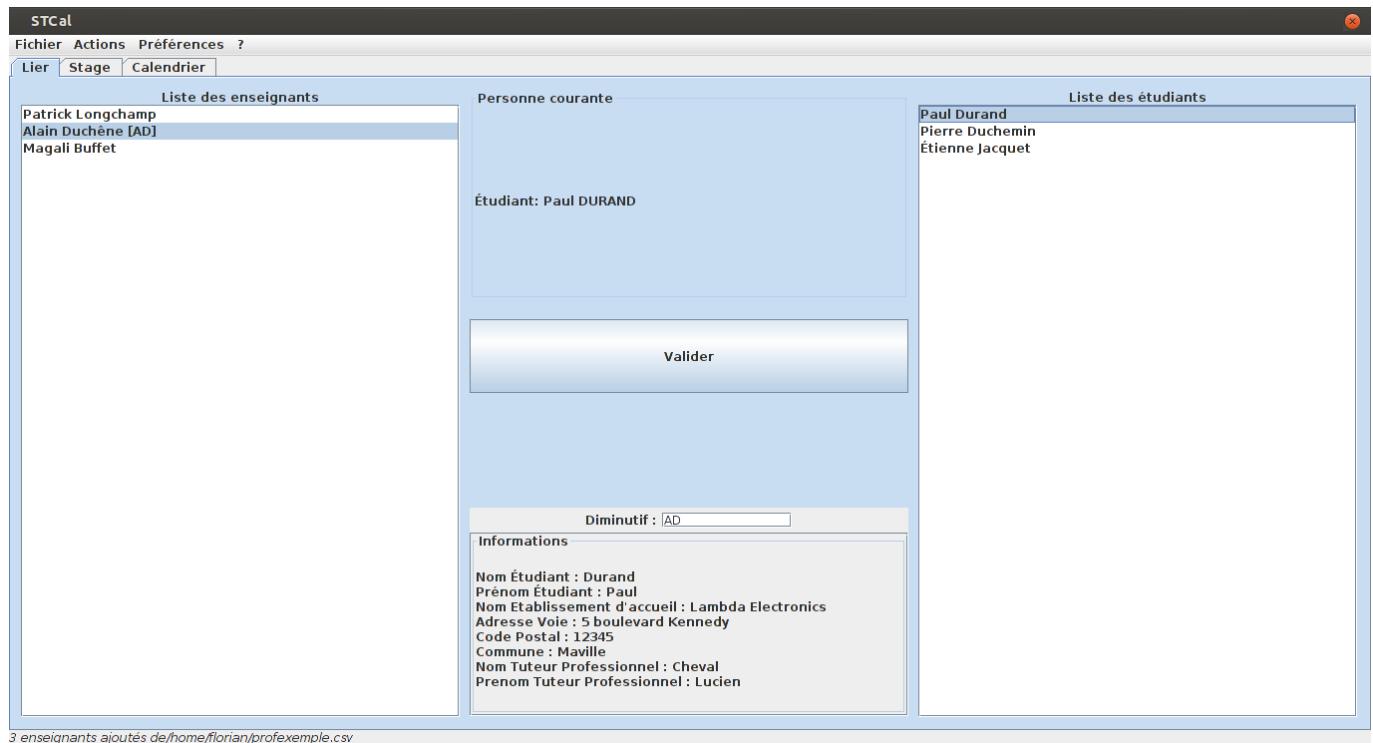 STCal
Fichier Actions Préférences ?
Lier Stage Calendrier
Liste des enseignants
Patrick Longchamp
Alain Duchêne [AD]
Magali Buffet
Personne courante
Étudiant: Paul DURAND
Valider
Diminutif : AD
Informations
Nom Étudiant : Durand
Prénom Étudiant : Paul
Nom Etablissement d'accueil : Lambda Electronics
Adresse Voie : 5 boulevard Kennedy
Code Postal : 12345
Commune : Maville
Nom Tuteur Professionnel : Cheval
Prenom Tuteur Professionnel : Lucien
Liste des étudiants
Paul Durand
Pierre Duchemin
Étienne Jacquet
3 enseignants ajoutés de/home/florian/profexemple.csv